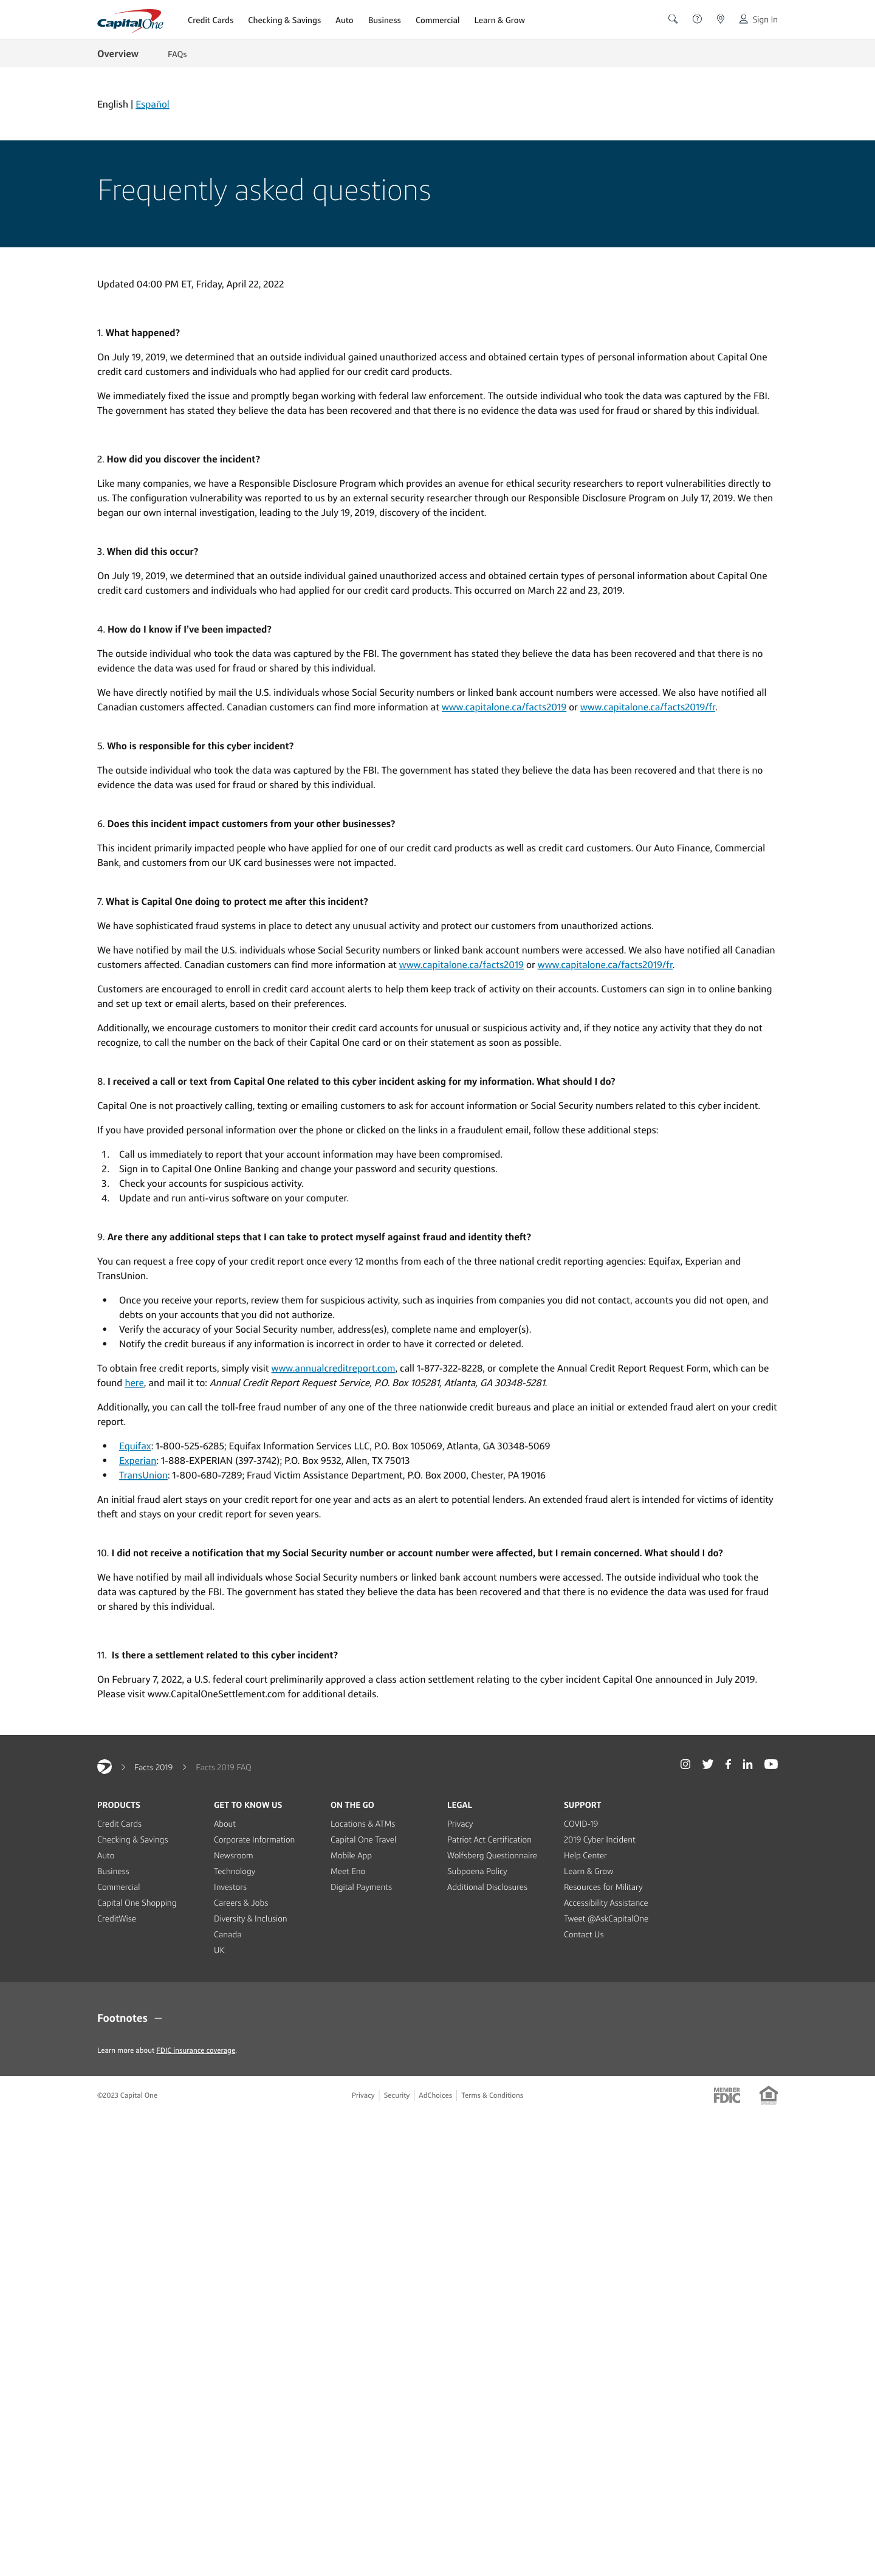 Capital One
Credit Cards
Checking & Savings
Auto
Business
Commercial
Learn & Grow
Sign In
Overview
FAQs
English | Español
Frequently asked questions
Updated 04:00 PM ET, Friday, April 22, 2022
1. What happened?
On July 19, 2019, we determined that an outside individual gained unauthorized access and obtained certain types of personal information about Capital One
credit card customers and individuals who had applied for our credit card products.
We immediately fixed the issue and promptly began working with federal law enforcement. The outside individual who took the data was captured by the FBI.
The government has stated they believe the data has been recovered and that there is no evidence the data was used for fraud or shared by this individual.
2. How did you discover the incident?
Like many companies, we have a Responsible Disclosure Program which provides an avenue for ethical security researchers to report vulnerabilities directly to
us. The configuration vulnerability was reported to us by an external security researcher through our Responsible Disclosure Program on July 17, 2019. We then
began our own internal investigation, leading to the July 19, 2019, discovery of the incident.
3. When did this occur?
On July 19, 2019, we determined that an outside individual gained unauthorized access and obtained certain types of personal information about Capital One
credit card customers and individuals who had applied for our credit card products. This occurred on March 22 and 23, 2019.
4. How do I know if I've been impacted?
The outside individual who took the data was captured by the FBI. The government has stated they believe the data has been recovered and that there is no
evidence the data was used for fraud or shared by this individual.
We have directly notified by mail the U.S. individuals whose Social Security numbers or linked bank account numbers were accessed. We also have notified all
Canadian customers affected. Canadian customers can find more information at www.capitalone.ca/facts2019 or www.capitalone.ca/facts2019/fr.
5. Who is responsible for this cyber incident?
The outside individual who took the data was captured by the FBI. The government has stated they believe the data has been recovered and that there is no
evidence the data was used for fraud or shared by this individual.
6. Does this incident impact customers from your other businesses?
This incident primarily impacted people who have applied for one of our credit card products as well as credit card customers. Our Auto Finance, Commercial
Bank, and customers from our UK card businesses were not impacted.
7. What is Capital One doing to protect me after this incident?
We have sophisticated fraud systems in place to detect any unusual activity and protect our customers from unauthorized actions.
We have notified by mail the U.S. individuals whose Social Security numbers or linked bank account numbers were accessed. We also have notified all Canadian
customers affected. Canadian customers can find more information at www.capitalone.ca/facts2019 or www.capitalone.ca/facts2019/fr.
Customers are encouraged to enroll in credit card account alerts to help them keep track of activity on their accounts. Customers can sign in to online banking
and set up text or email alerts, based on their preferences.
Additionally, we encourage customers to monitor their credit card accounts for unusual or suspicious activity and, if they notice any activity that they do not
recognize, to call the number on the back of their Capital One card or on their statement as soon as possible.
8. I received a call or text from Capital One related to this cyber incident asking for my information. What should I do?
Capital One is not proactively calling, texting or emailing customers to ask for account information or Social Security numbers related to this cyber incident.
If you have provided personal information over the phone or clicked on the links in a fraudulent email, follow these additional steps:
1. Call us immediately to report that your account information may have been compromised.
2. Sign in to Capital One Online Banking and change your password and security questions.
3. Check your accounts for suspicious activity.
4. Update and run anti-virus software on your computer.
9. Are there any additional steps that I can take to protect myself against fraud and identity theft?
You can request a free copy of your credit report once every 12 months from each of the three national credit reporting agencies: Equifax, Experian and
TransUnion.
• Once you receive your reports, review them for suspicious activity, such as inquiries from companies you did not contact, accounts you did not open, and
debts on your accounts that you did not authorize.
• Verify the accuracy of your Social Security number, address(es), complete name and employer(s).
• Notify the credit bureaus if any information is incorrect in order to have it corrected or deleted.
To obtain free credit reports, simply visit www.annualcreditreport.com, call 1-877-322-8228, or complete the Annual Credit Report Request Form, which can be
found here, and mail it to: Annual Credit Report Request Service, P.O. Box 105281, Atlanta, GA 30348-5281.
Additionally, you can call the toll-free fraud number of any one of the three nationwide credit bureaus and place an initial or extended fraud alert on your credit
report.
• Equifax: 1-800-525-6285; Equifax Information Services LLC, P.O. Box 105069, Atlanta, GA 30348-5069
• Experian: 1-888-EXPERIAN (397-3742); P.O. Box 9532, Allen, TX 75013
• TransUnion: 1-800-680-7289; Fraud Victim Assistance Department, P.O. Box 2000, Chester, PA 19016
An initial fraud alert stays on your credit report for one year and acts as an alert to potential lenders. An extended fraud alert is intended for victims of identity
theft and stays on your credit report for seven years.
10. I did not receive a notification that my Social Security number or account number were affected, but I remain concerned. What should I do?
We have notified by mail all individuals whose Social Security numbers or linked bank account numbers were accessed. The outside individual who took the
data was captured by the FBI. The government has stated they believe the data has been recovered and that there is no evidence the data was used for fraud
or shared by this individual.
11. Is there a settlement related to this cyber incident?
On February 7, 2022, a U.S. federal court preliminarily approved a class action settlement relating to the cyber incident Capital One announced in July 2019.
Please visit www.CapitalOneSettlement.com for additional details.
Facts 2019
Facts 2019 FAQ
PRODUCTS
Credit Cards
Checking & Savings
Auto
Business
Commercial
Capital One Shopping
CreditWise
GET TO KNOW US
About
Corporate Information
Newsroom
Technology
Investors
Careers & Jobs
Diversity & Inclusion
Canada
UK
ON THE GO
Locations & ATMs
Capital One Travel
Mobile App
Meet Eno
Digital Payments
LEGAL
Privacy
Patriot Act Certification
Wolfsberg Questionnaire
Subpoena Policy
Additional Disclosures
SUPPORT
COVID-19
2019 Cyber Incident
Help Center
Learn & Grow
Resources for Military
Accessibility Assistance
Tweet @AskCapitalOne
Contact Us
Footnotes
Learn more about FDIC insurance coverage.
©2023 Capital One
Privacy
Security
AdChoices
Terms & Conditions
MEMBER
FDIC